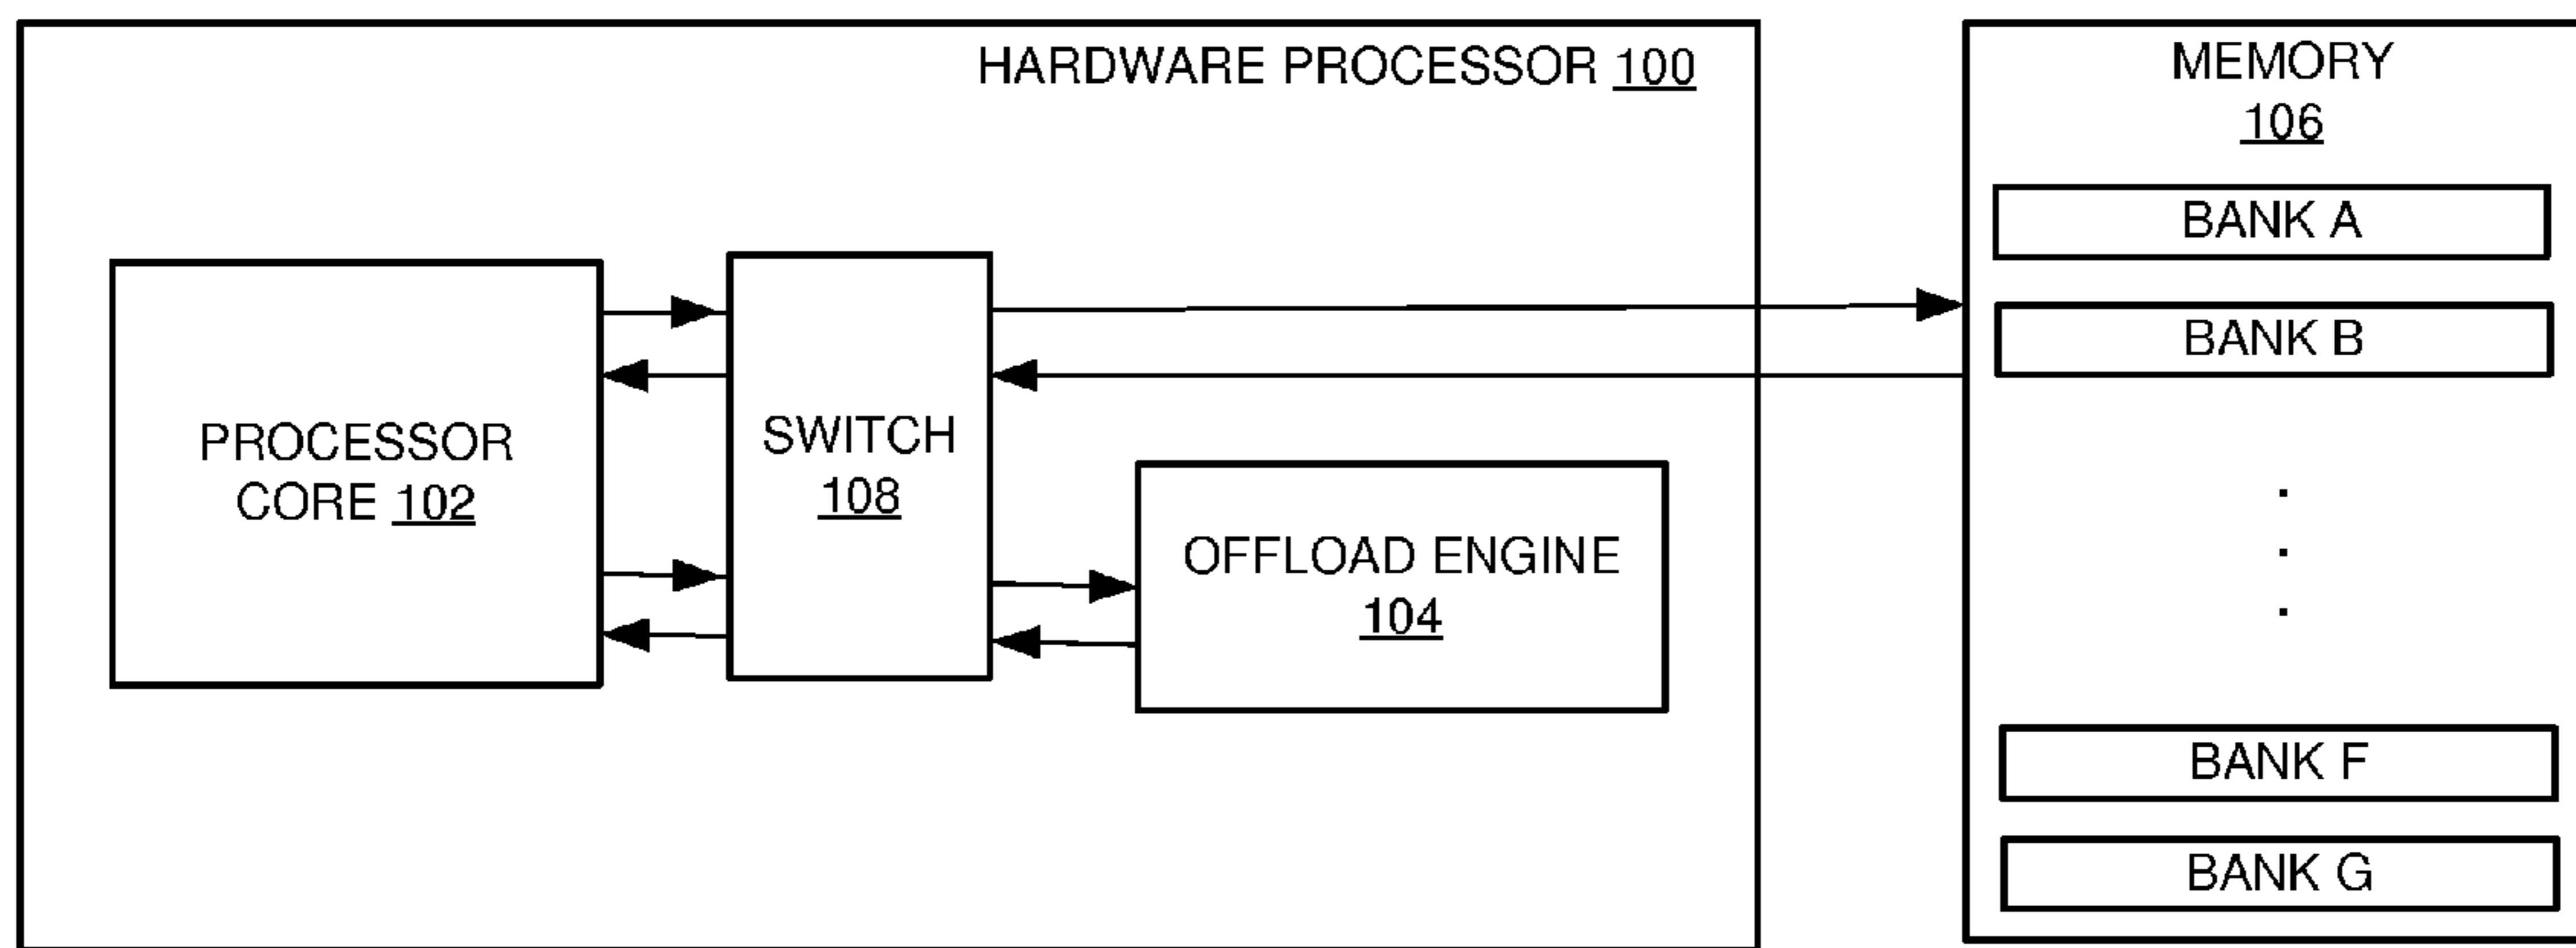 HARDWARE PROCESSOR 100
MEMORY
106
BANK A
BANK B
PROCESSOR
CORE 102
SWITCH
108
OFFLOAD ENGINE
104
BANK F
BANK G